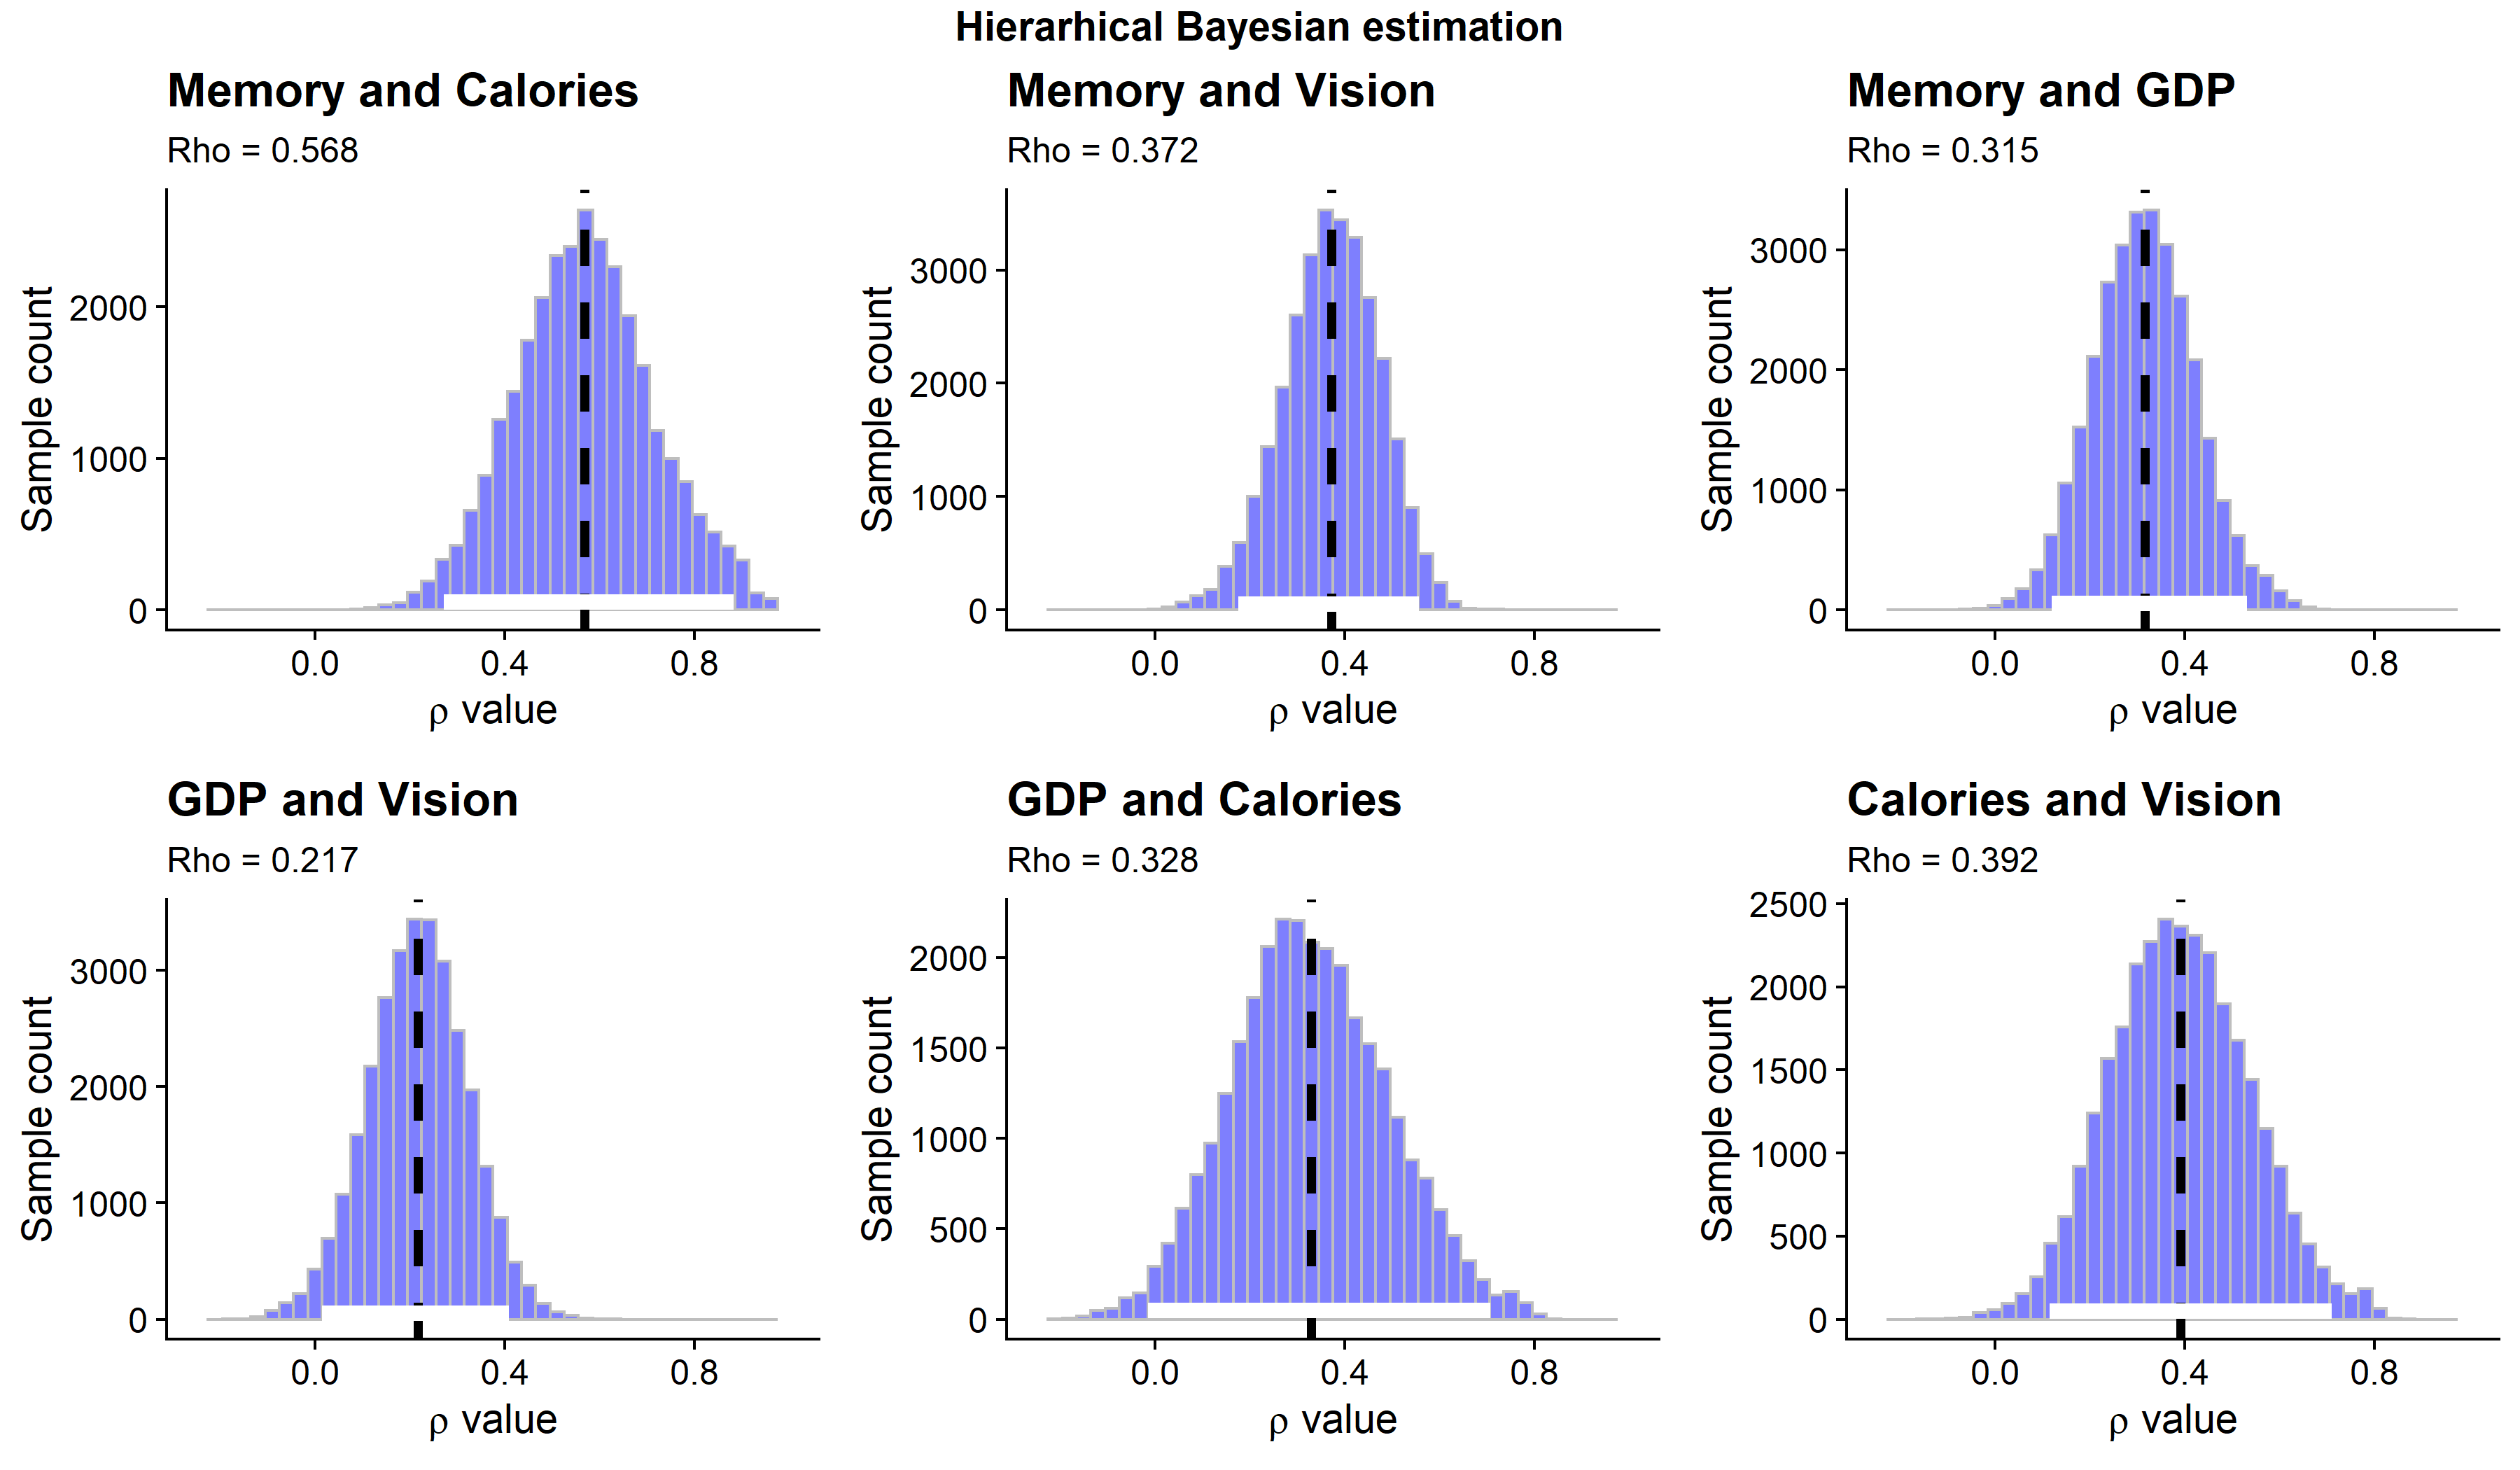 Hierarhical Bayesian estimation
Memory and Calories
Rho = 0.568
Sample count
2000
1000
0
0.0 0.4 0.8
ρ value
Memory and Vision
Rho = 0.372
Sample count
3000
2000
1000
0
0.0 0.4 0.8
ρ value
Memory and GDP
Rho = 0.315
Sample count
3000
2000
1000
0
0.0 0.4 0.8
ρ value
GDP and Vision
Rho = 0.217
Sample count
3000
2000
1000
0
0.0 0.4 0.8
ρ value
GDP and Calories
Rho = 0.328
Sample count
2000
1500
1000
500
0
0.0 0.4 0.8
ρ value
Calories and Vision
Rho = 0.392
Sample count
2500
2000
1500
1000
500
0
0.0 0.4 0.8
ρ value